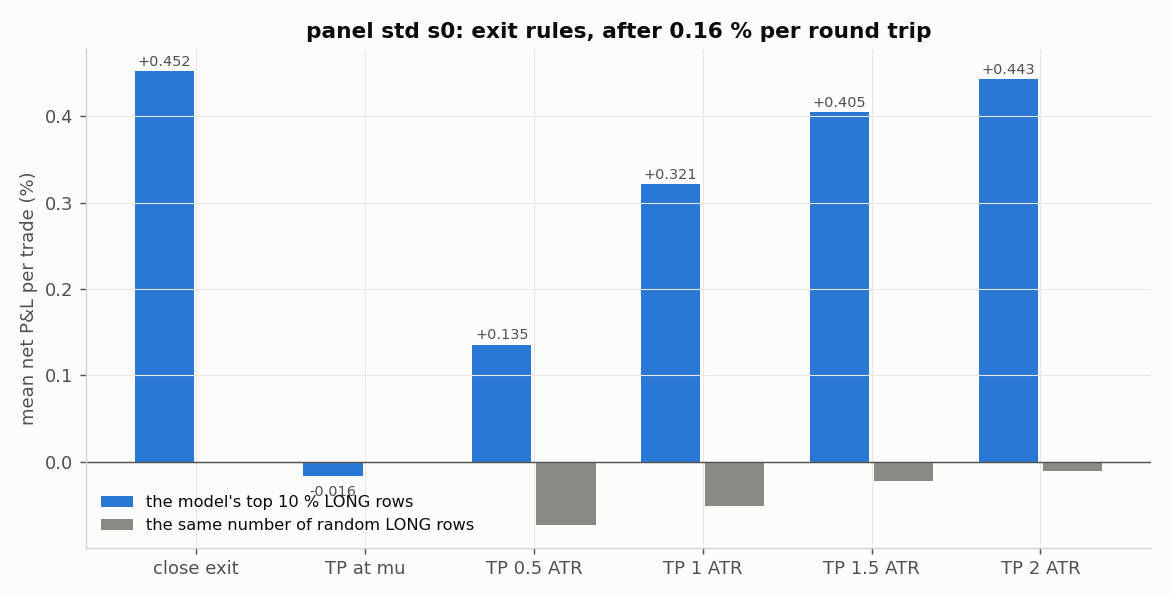 panel std s0: exit rules, after 0.16 % per round trip
mean net P&L per trade (%)
0.4
0.3
0.2
0.1
0.0
+0.452
-0.016
+0.135
+0.321
+0.405
+0.443
the model's top 10 % LONG rows
the same number of random LONG rows
close exit
TP at mu
TP 0.5 ATR
TP 1 ATR
TP 1.5 ATR
TP 2 ATR